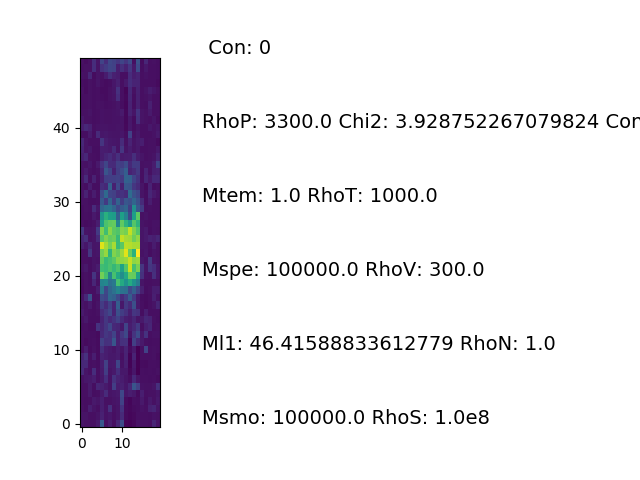 Con: 0
RhoP: 3300.0 Chi2: 3.928752267079824 Con
Mtem: 1.0 RhoT: 1000.0
Mspe: 100000.0 RhoV: 300.0
Ml1: 46.41588833612779 RhoN: 1.0
Msmo: 100000.0 RhoS: 1.0e8
40
30
20
10
0
0 10